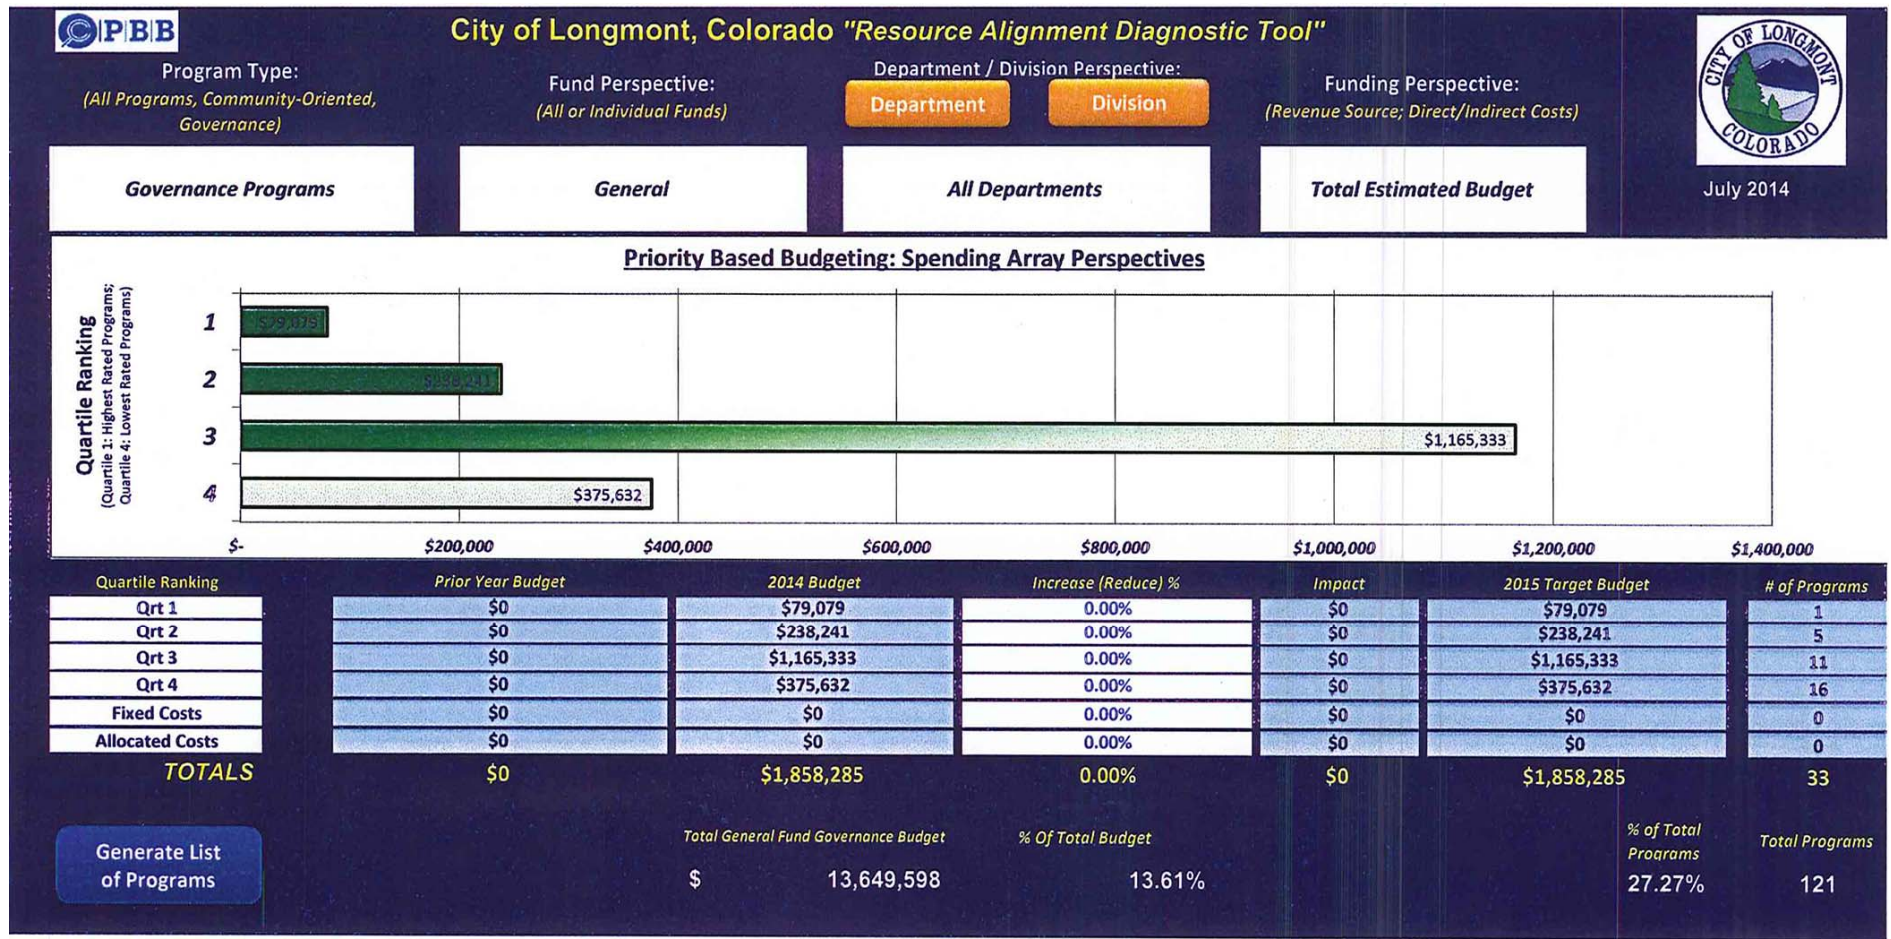 PBB
City of Longmont, Colorado "Resource Alignment Diagnostic Tool"
CITY OF LONGMONT
COLORADO
July 2014
Program Type:
(All Programs, Community-Oriented,
Governance)
Fund Perspective:
(All or Individual Funds)
Department / Division Perspective:
Department
Division
Funding Perspective:
(Revenue Source; Direct/Indirect Costs)
Governance Programs
General
All Departments
Total Estimated Budget
Priority Based Budgeting: Spending Array Perspectives
Quartile Ranking
(Quartile 1: Highest Rated Programs;
Quartile 4: Lowest Rated Programs)
1 $79,079
2 $238,241
3 $1,165,333
4 $375,632
$- $200,000 $400,000 $600,000 $800,000 $1,000,000 $1,200,000 $1,400,000
Quartile Ranking Prior Year Budget 2014 Budget Increase (Reduce) % Impact 2015 Target Budget # of Programs
Qrt 1 $0 $79,079 0.00% $0 $79,079 1
Qrt 2 $0 $238,241 0.00% $0 $238,241 5
Qrt 3 $0 $1,165,333 0.00% $0 $1,165,333 11
Qrt 4 $0 $375,632 0.00% $0 $375,632 16
Fixed Costs $0 $0 0.00% $0 $0 0
Allocated Costs $0 $0 0.00% $0 $0 0
TOTALS $0 $1,858,285 0.00% $0 $1,858,285 33
Generate List
of Programs
Total General Fund Governance Budget
$ 13,649,598
% Of Total Budget
13.61%
% of Total
Programs
27.27%
Total Programs
121